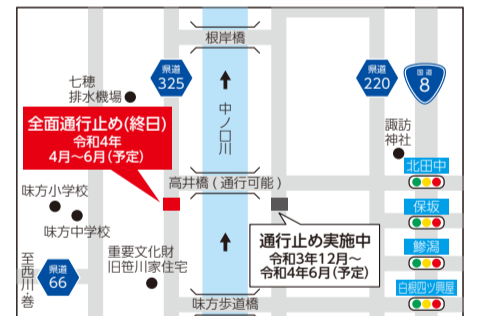 根岸橋
県道
325
県道
220
国道
8
七穂
排水機場
中ノ口川
全面通行止め(終日)
令和4年
4月〜6月(予定)
諏訪
神社
北田中
高井橋(通行可能)
味方小学校
味方中学校
保坂
通行止め実施中
令和3年12月〜
令和4年6月(予定)
重要文化財
旧笹川家住宅
鯵潟
至西川・巻
県道
66
白根四ツ興屋
味方歩道橋